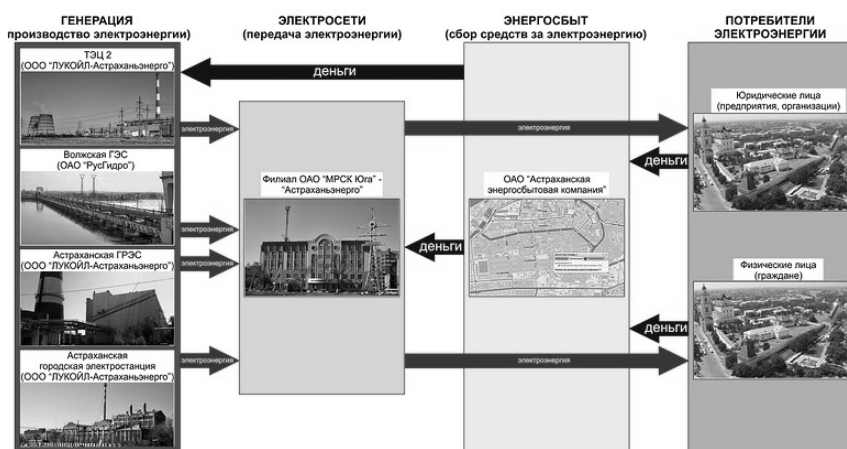 ГЕНЕРАЦИЯ
производство электроэнергии)
ЭЛЕКТРОСЕТИ
(передача электроэнергии)
ЭНЕРГОСБЫТ
(сбор средств за электроэнергию)
ПОТРЕБИТЕЛИ
ЭЛЕКТРОЭНЕРГИИ
ТЭЦ 2
(ООО "ЛУКОЙЛ-Астраханьэнерго")
Волжская ГЭС
(ОАО "РусГидро")
Астраханская ГРЭС
(ООО "ЛУКОЙЛ-Астраханьэнерго")
Астраханская
городская электростанция
(ООО "ЛУКОЙЛ-Астраханьэнерго")
электроэнергия
электроэнергия
электроэнергия
электроэнергия
Филиал ОАО "МРСК Юга" -
"Астраханьэнерго"
деньги
электроэнергия
деньги
электроэнергия
ОАО "Астраханская
энергосбытовая компания"
деньги
деньги
Юридические лица
(предприятия, организации)
Физические лица
(граждане)